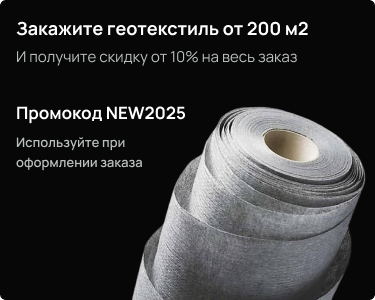 Закажите геотекстиль от 200 м2
И получите скидку от 10% на весь заказ
Промокод NEW2025
Используйте при
оформлении заказа